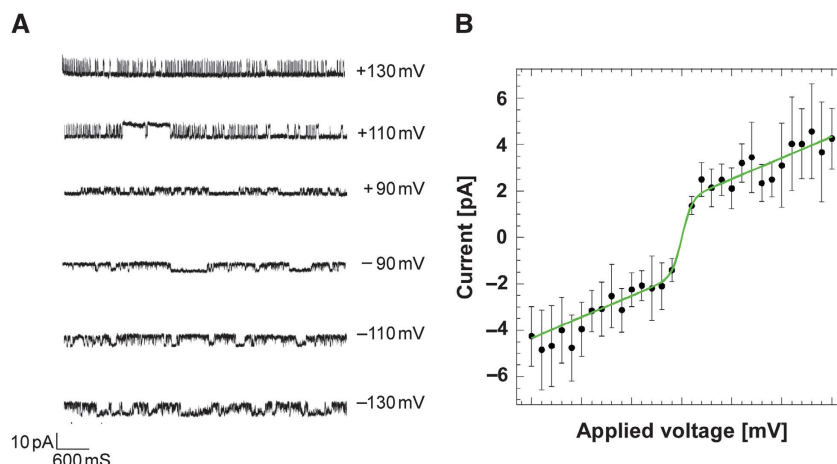 A
+130 mV
+110 mV
+90 mV
−90 mV
−110 mV
−130 mV
10 pA
600 mS
B
6
4
2
0
−2
−4
−6
Current [pA]
Applied voltage [mV]